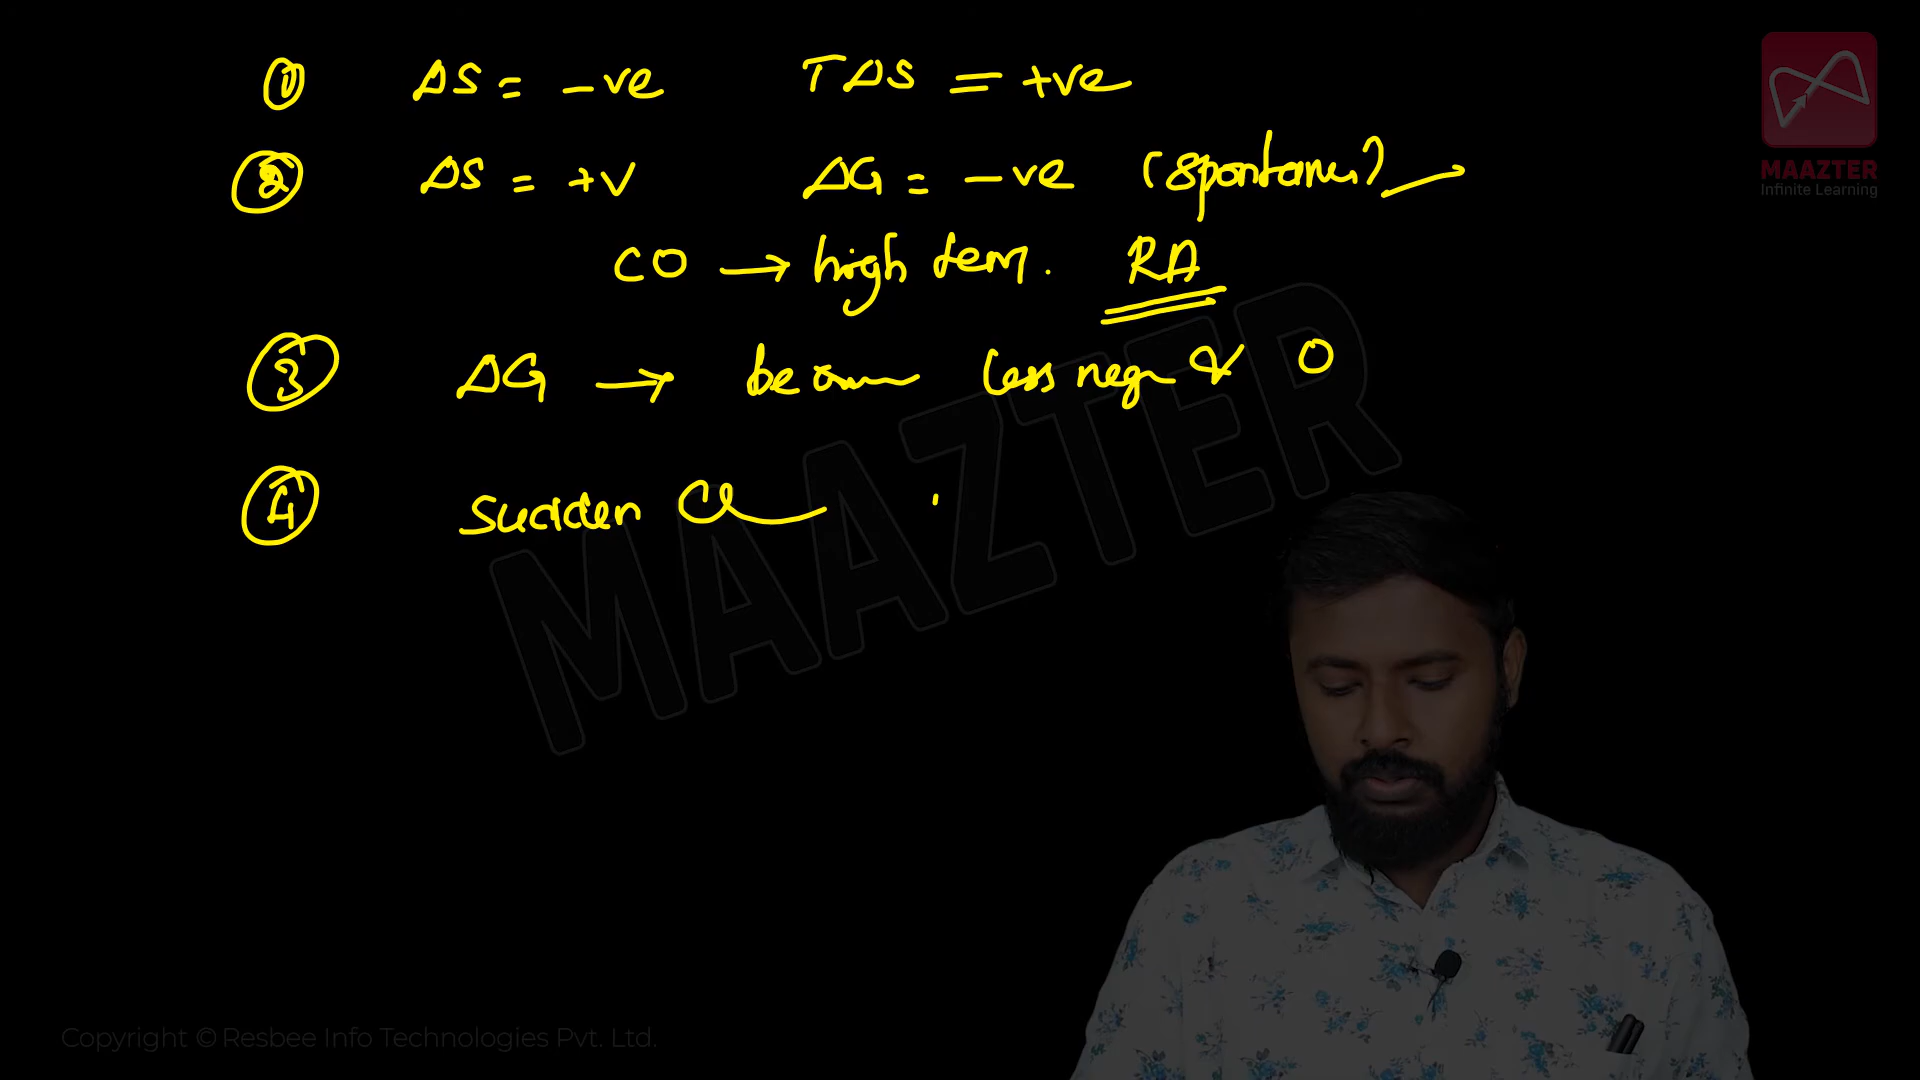 ① ΔS = -ve TΔS = +ve
② ΔS = +v ΔG = -ve (spontaneous)
CO → high tem. RA
③ ΔG → becom less neg & 0
④ Sudden
MAAZTER
Infinite Learning
MAAZTER
Copyright © Resbee Info Technologies Pvt. Ltd.